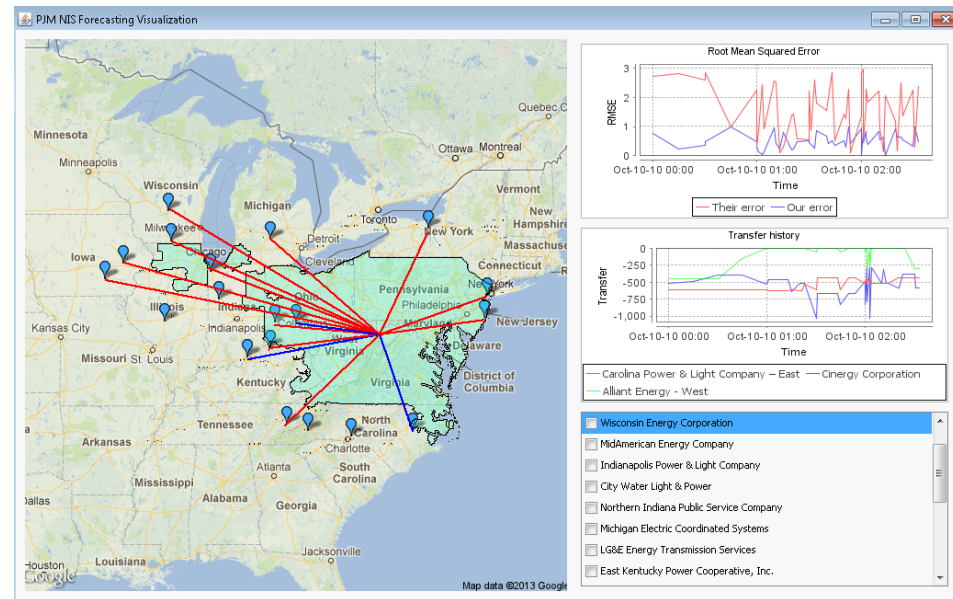 PJM NIS Forecasting Visualization
Quebec C
Minnesota
Ottawa Montreal
Minneapolis
Wisconsin
Vermont
Michigan
Toronto
New
Hampshire
Milwaukee
New York
Detroit
Massachuse
Chicago
Iowa
Cleveland
Connecticut
R
Pennsylvania
New York
Ohio
Philadelphia
Illinois
Indiana
Indianapolis
Columbus
Maryland
New Jersey
Kansas City
Missouri St. Louis
West
Virginia
Delaware
Kentucky
Virginia
District of
Columbia
Tennessee
North
Carolina
Charlotte
Arkansas
Atlanta
South
Carolina
Mississippi
Alabama
Dallas
Georgia
Jacksonville
Louisiana
Houston
Google
Map data ©2013 Google
Root Mean Squared Error
RMSE
3
2
1
0
Oct-10-10 00:00 Oct-10-10 01:00 Oct-10-10 02:00
Time
Their error Our error
Transfer history
Transfer
0
-250
-500
-750
-1,000
Oct-10-10 00:00 Oct-10-10 01:00 Oct-10-10 02:00
Time
Carolina Power & Light Company – East Cinergy Corporation
Alliant Energy - West
Wisconsin Energy Corporation
MidAmerican Energy Company
Indianapolis Power & Light Company
City Water Light & Power
Northern Indiana Public Service Company
Michigan Electric Coordinated Systems
LG&E Energy Transmission Services
East Kentucky Power Cooperative, Inc.